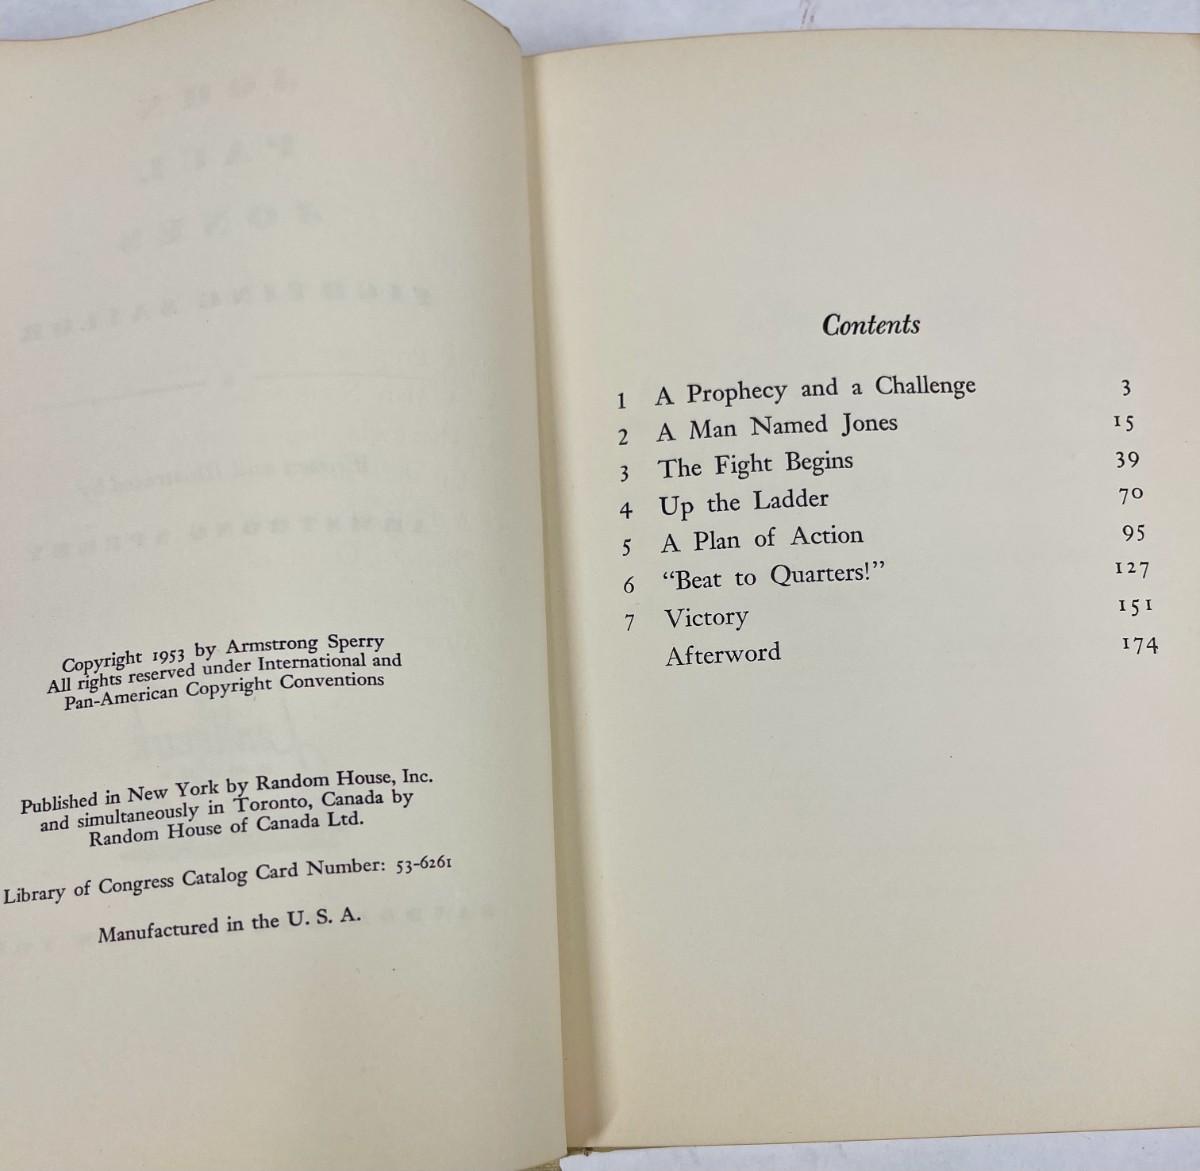 Copyright 1953 by Armstrong Sperry
All rights reserved under International and
Pan-American Copyright Conventions
Published in New York by Random House, Inc.
and simultaneously in Toronto, Canada by
Random House of Canada Ltd.
Library of Congress Catalog Card Number: 53-6261
Manufactured in the U. S. A.
Contents
1 A Prophecy and a Challenge 3
2 A Man Named Jones 15
3 The Fight Begins 39
4 Up the Ladder 70
5 A Plan of Action 95
6 “Beat to Quarters!” 127
7 Victory 151
Afterword 174